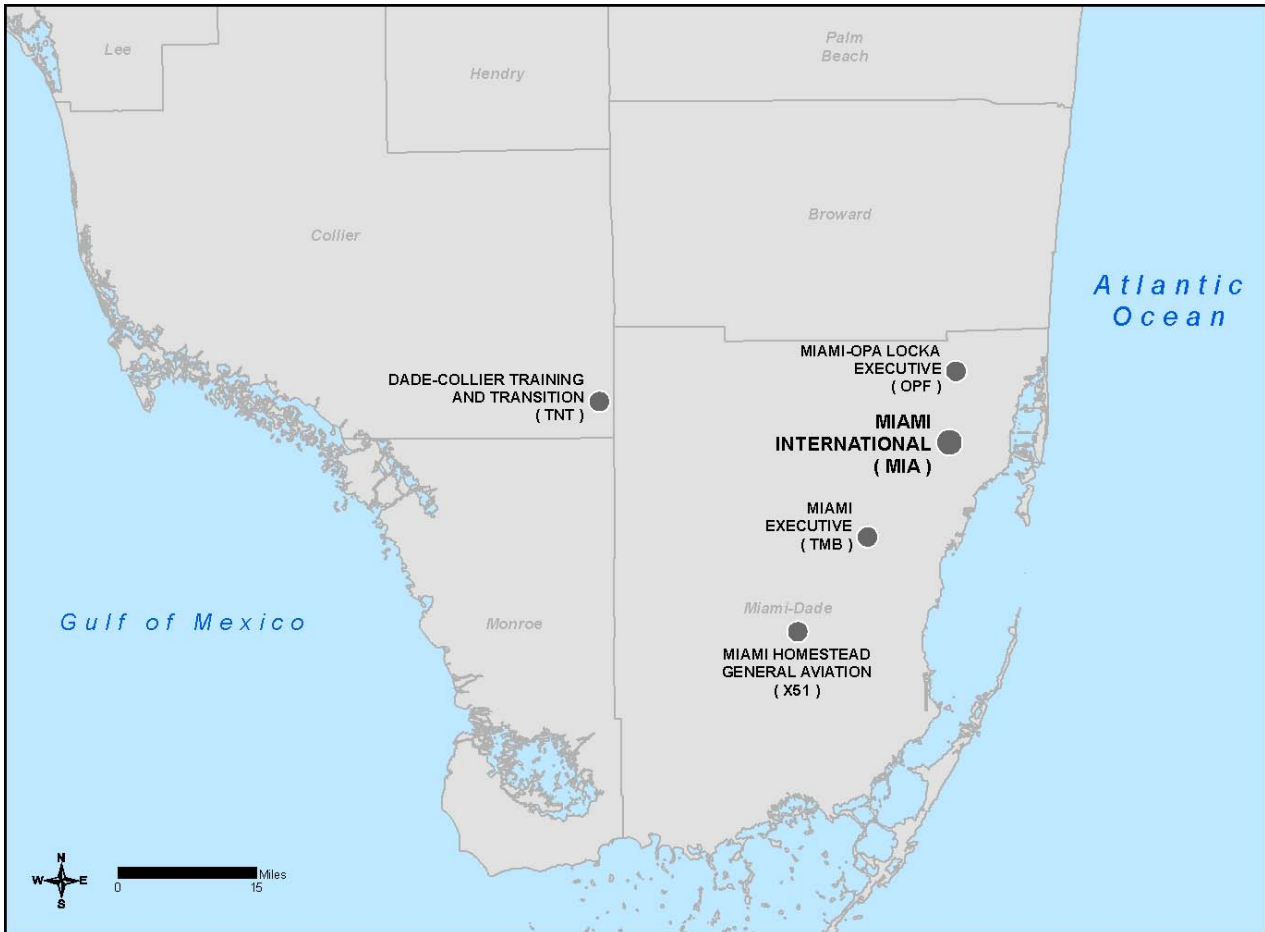 Lee
Hendry
Palm
Beach
Collier
Broward
Atlantic
Ocean
MIAMI-OPA LOCKA
EXECUTIVE
( OPF )
DADE-COLLIER TRAINING
AND TRANSITION
( TNT )
MIAMI
INTERNATIONAL
( MIA )
MIAMI
EXECUTIVE
( TMB )
Gulf of Mexico
Monroe
Miami-Dade
MIAMI HOMESTEAD
GENERAL AVIATION
( X51 )
N
W E
S
Miles
0 15